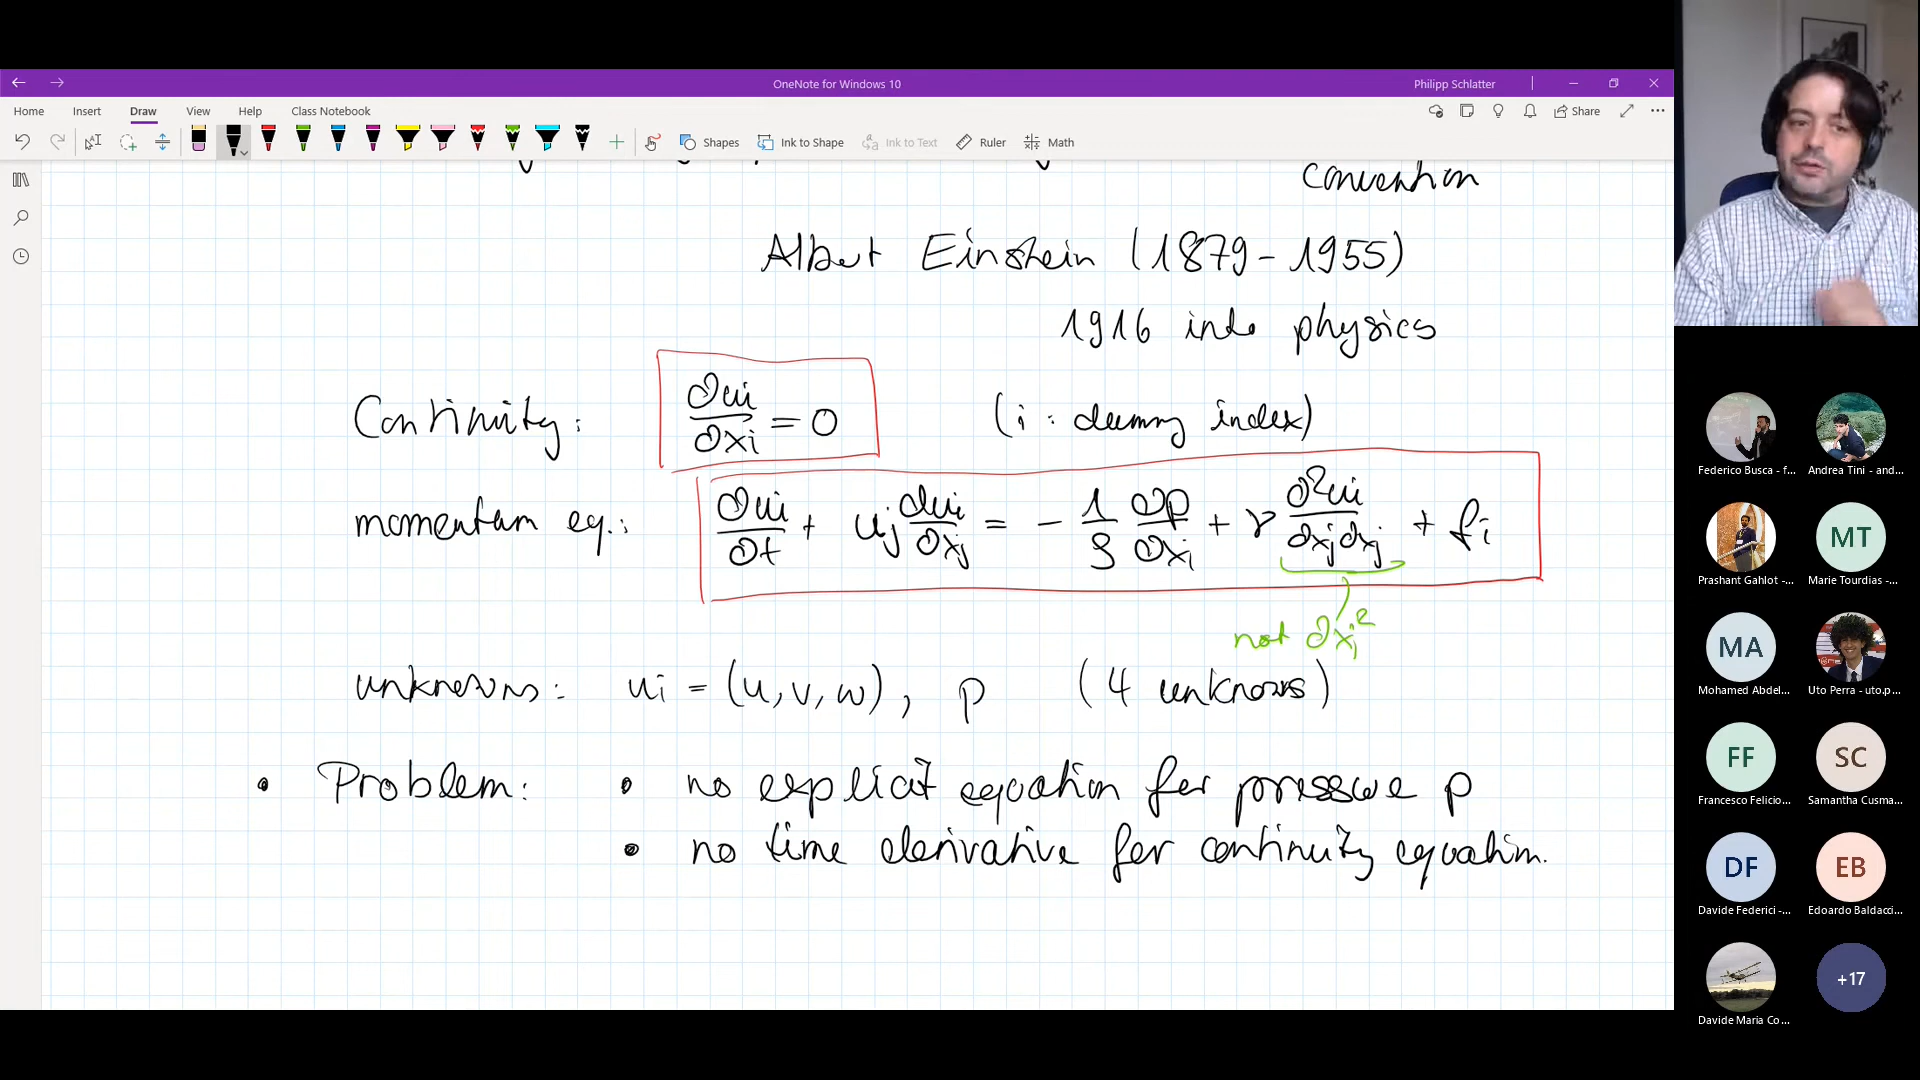 OneNote for Windows 10
Philipp Schlatter
Home Insert Draw View Help Class Notebook
Share
Shapes Ink to Shape Ink to Text Ruler Math
convention
Albert Einstein (1879-1955)
1916 into physics
Continuity: ∂ui/∂xi = 0 (i : dummy index)
momentum eq.: ∂ui/∂t + uj ∂ui/∂xj = - 1/ρ ∂p/∂xi + ν ∂²ui/∂xj∂xj + fi
not ∂xj²
unknowns: ui = (u, v, w), p (4 unknowns)
• Problem: • no explicit equation for pressure p
• no time derivative for continuity equation.
Federico Busca - f... Andrea Tini - and...
MT
Prashant Gahlot -... Marie Tourdias -...
MA
Mohamed Abdel... Uto Perra - uto.p...
FF SC
Francesco Felicio... Samantha Cusma...
DF EB
Davide Federici -... Edoardo Baldacci...
+17
Davide Maria Co...